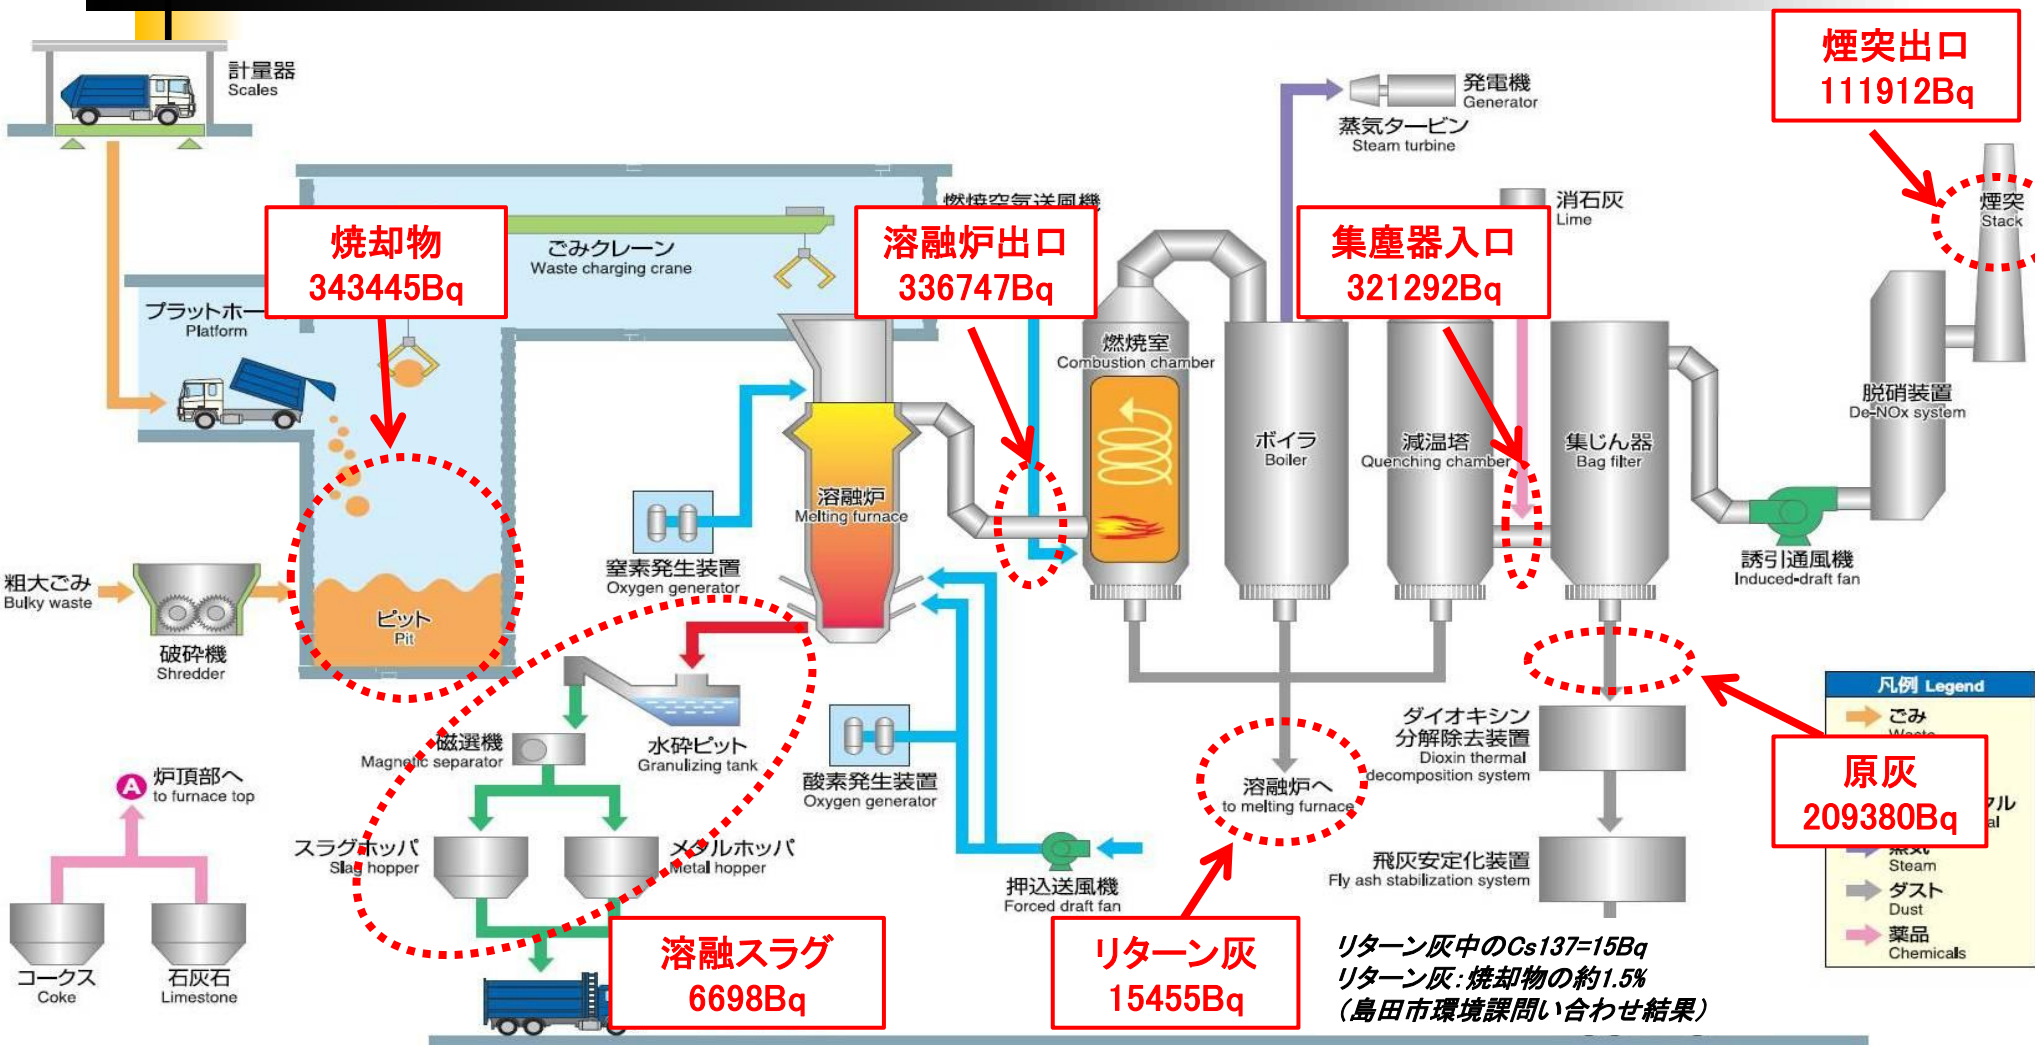 煙突出口
111912Bq
計量器
Scales
発電機
Generator
蒸気タービン
Steam turbine
燃焼空気送風機
消石灰
Lime
煙突
Stack
焼却物
343445Bq
ごみクレーン
Waste charging crane
溶融炉出口
336747Bq
集塵器入口
321292Bq
プラットホー
Platform
燃焼室
Combustion chamber
脱硝装置
De-NOx system
ボイラ
Boiler
減温塔
Quenching chamber
集じん器
Bag filter
溶融炉
Melting furnace
窒素発生装置
Oxygen generator
誘引通風機
Induced-draft fan
粗大ごみ
Bulky waste
ピット
Pit
破砕機
Shredder
凡例 Legend
ごみ
Waste
磁選機
Magnetic separator
水砕ピット
Granulizing tank
ダイオキシン
分解除去装置
Dioxin thermal
decomposition system
A
炉頂部へ
to furnace top
酸素発生装置
Oxygen generator
溶融炉へ
to melting furnace
原灰
209380Bq
スラグホッパ
Slag hopper
メタルホッパ
Metal hopper
押込送風機
Forced draft fan
飛灰安定化装置
Fly ash stabilization system
蒸気
Steam
ダスト
Dust
薬品
Chemicals
コークス
Coke
石灰石
Limestone
溶融スラグ
6698Bq
リターン灰
15455Bq
リターン灰中のCs137=15Bq
リターン灰:焼却物の約1.5%
（島田市環境課問い合わせ結果）